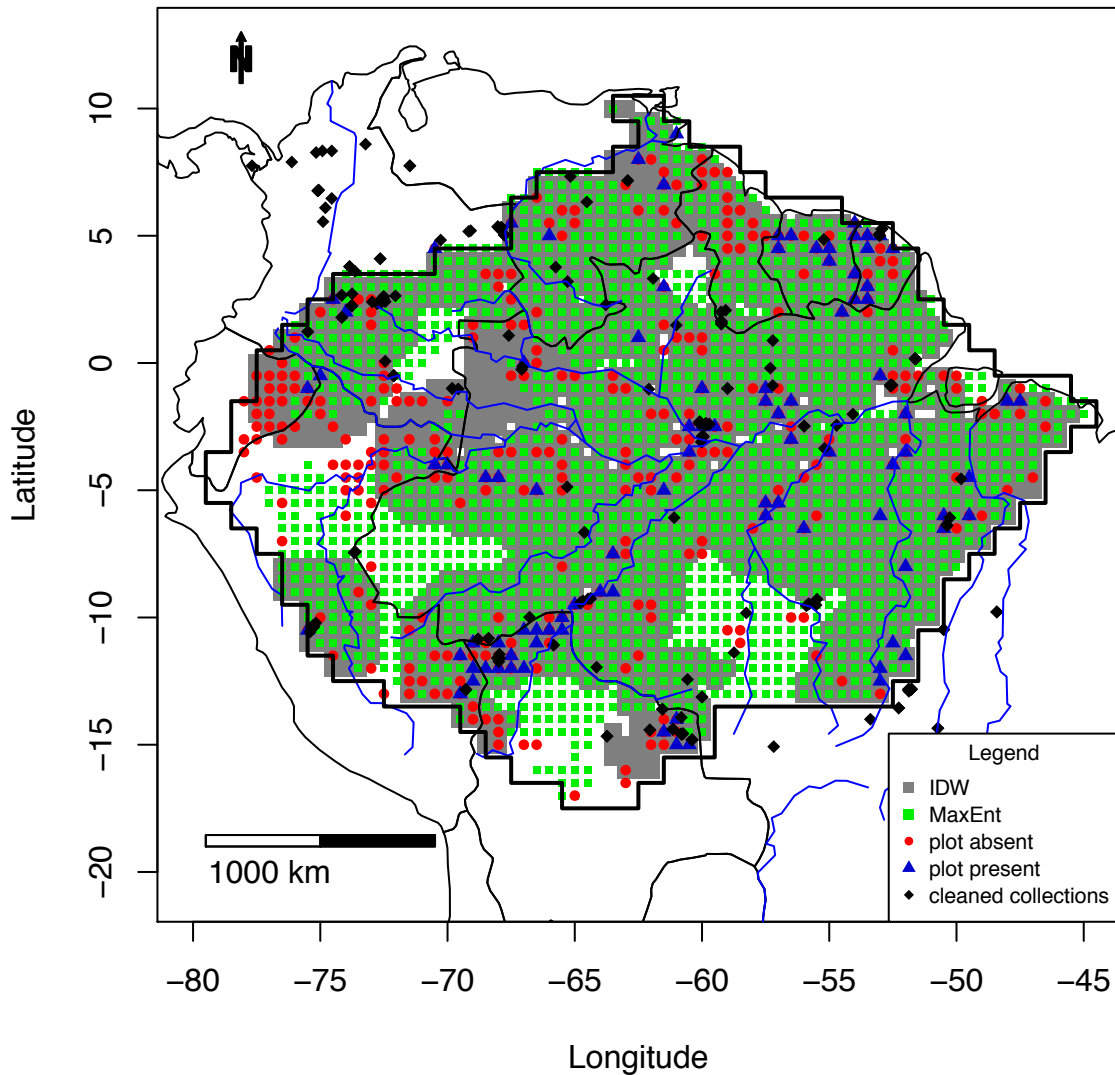 N
10
5
0
−5
−10
−15
−20
Latitude
1000 km
Legend
IDW
MaxEnt
plot absent
plot present
cleaned collections
−80 −75 −70 −65 −60 −55 −50 −45
Longitude